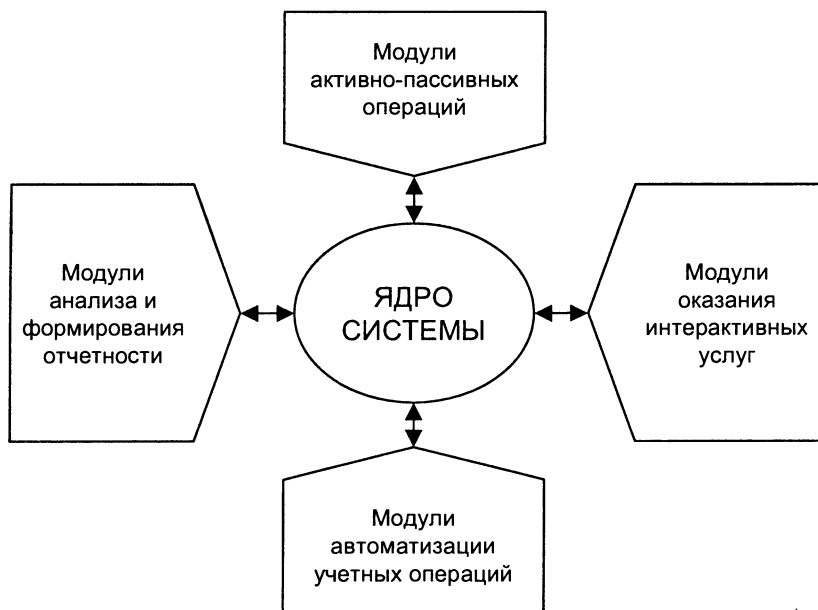 Модули
активно-пассивных
операций
Модули
анализа и
формирования
отчетности
ЯДРО
СИСТЕМЫ
Модули
оказания
интерактивных
услуг
Модули
автоматизации
учетных операций